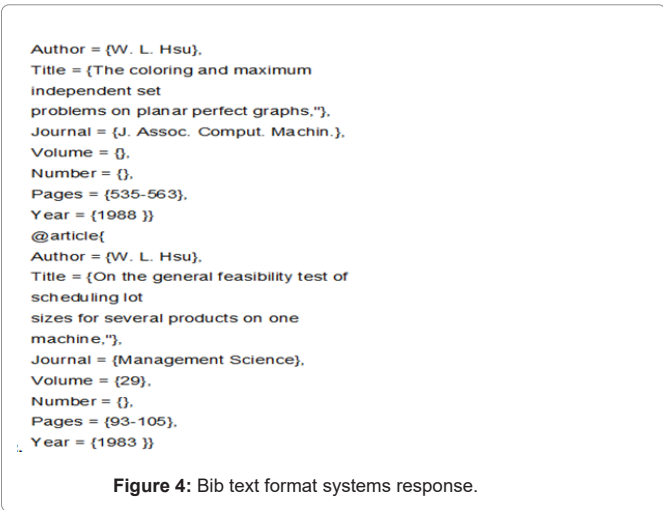 Author = {W. L. Hsu},
Title = {The coloring and maximum
independent set
problems on planar perfect graphs,"},
Journal = {J. Assoc. Comput. Machin.},
Volume = {},
Number = {},
Pages = {535-563},
Year = {1988 }}
@article{
Author = {W. L. Hsu},
Title = {On the general feasibility test of
scheduling lot
sizes for several products on one
machine,"},
Journal = {Management Science},
Volume = {29},
Number = {},
Pages = {93-105},
Year = {1983 }}
Figure 4: Bib text format systems response.